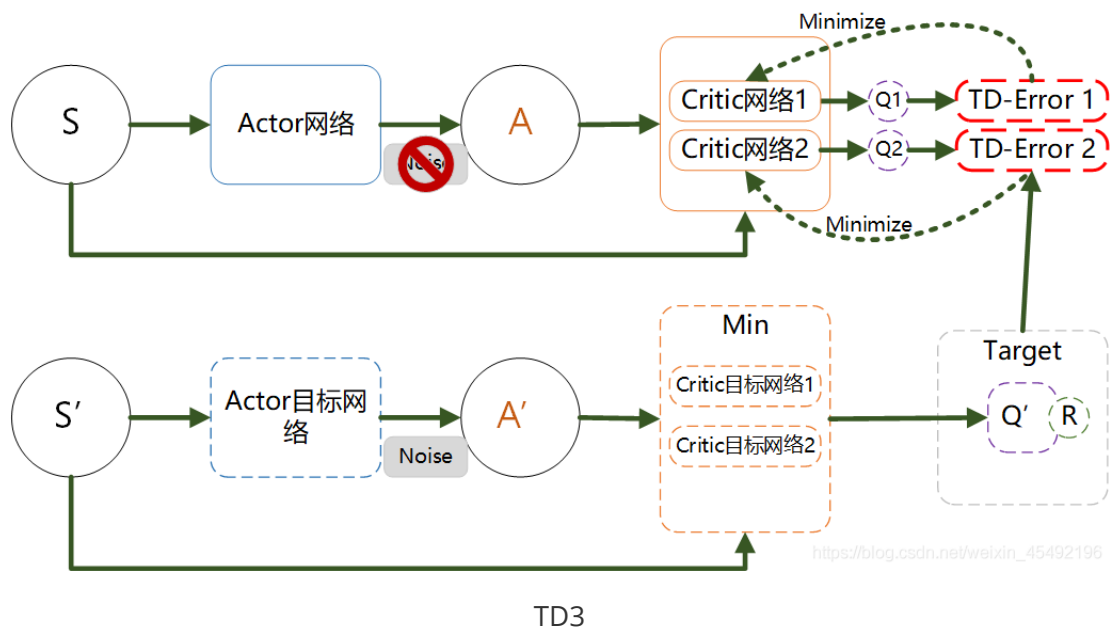 Minimize
S
Actor网络
Noise
A
Critic网络1
Q1
TD-Error 1
Critic网络2
Q2
TD-Error 2
Minimize
S’
Actor目标网
络
Noise
A’
Min
Critic目标网络1
Critic目标网络2
Target
Q’
R
https://blog.csdn.net/weixin_45492196
TD3